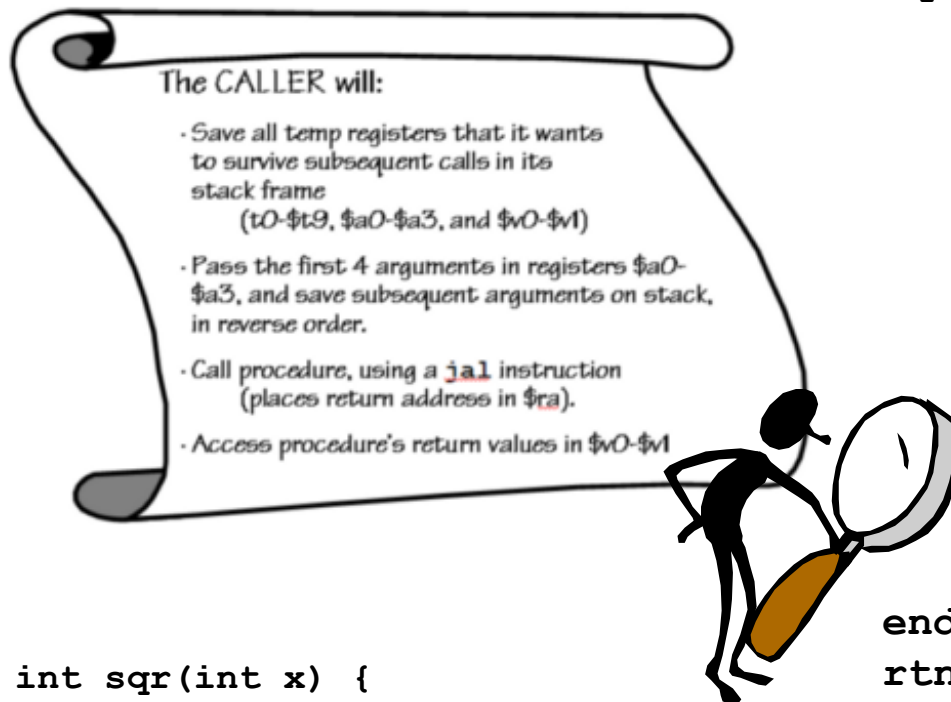 The CALLER will:
· Save all temp registers that it wants
to survive subsequent calls in its
stack frame
(t0-$t9, $a0-$a3, and $v0-$v1)
· Pass the first 4 arguments in registers $a0-
$a3, and save subsequent arguments on stack,
in reverse order.
· Call procedure, using a jal instruction
(places return address in $ra).
· Access procedure's return values in $v0-$v1
int sqr(int x) {
end
rtn